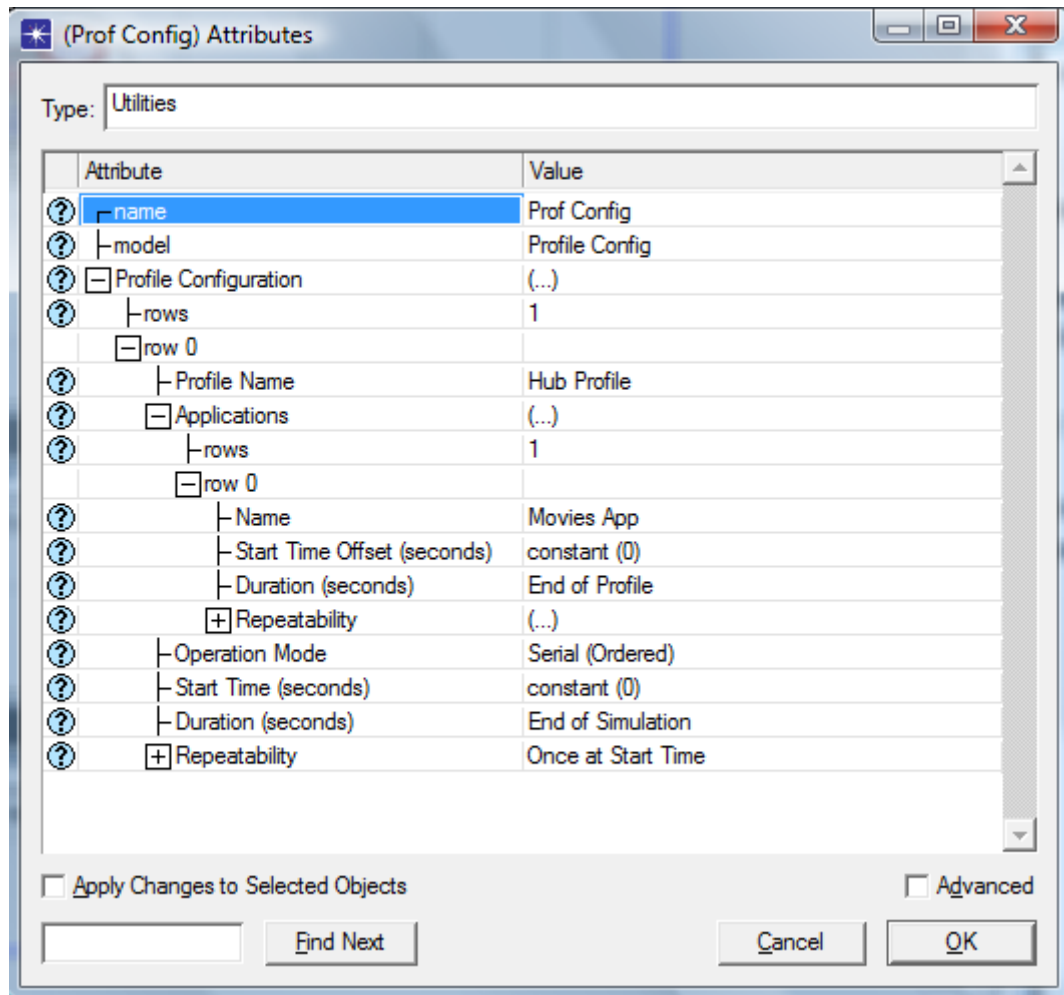 (Prof Config) Attributes
Type: Utilities
Attribute Value
name Prof Config
model Profile Config
Profile Configuration (...)
rows 1
row 0
Profile Name Hub Profile
Applications (...)
rows 1
row 0
Name Movies App
Start Time Offset (seconds) constant (0)
Duration (seconds) End of Profile
Repeatability (...)
Operation Mode Serial (Ordered)
Start Time (seconds) constant (0)
Duration (seconds) End of Simulation
Repeatability Once at Start Time
Apply Changes to Selected Objects Advanced
Find Next Cancel OK